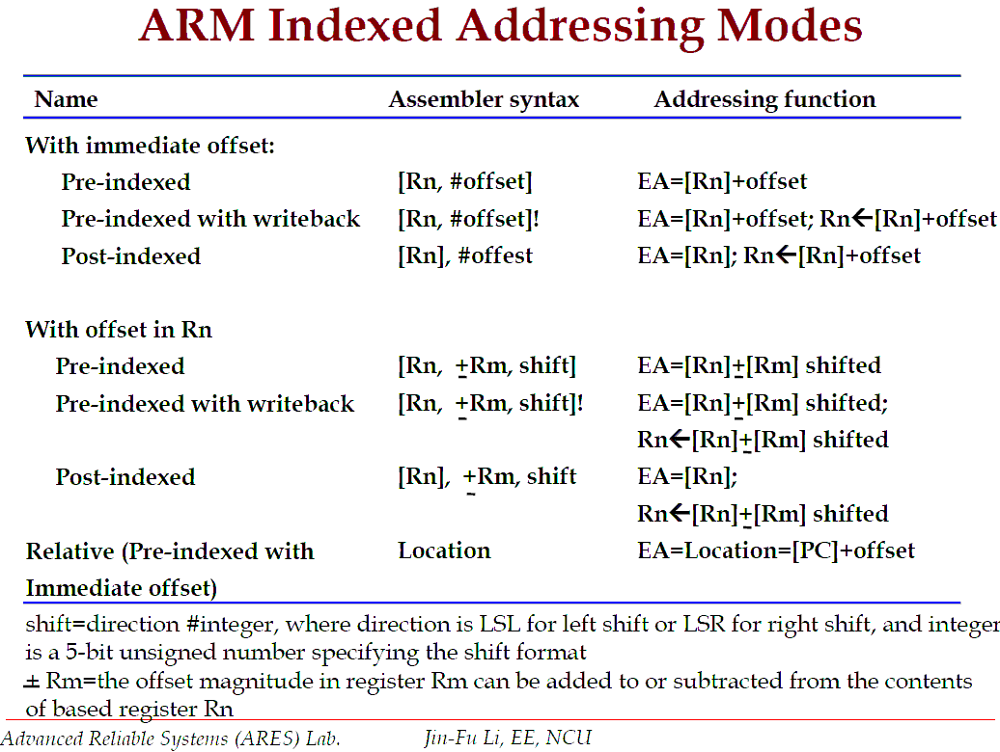 ARM Indexed Addressing Modes
Name Assembler syntax Addressing function
With immediate offset:
Pre-indexed [Rn, #offset] EA=[Rn]+offset
Pre-indexed with writeback [Rn, #offset]! EA=[Rn]+offset; Rn←[Rn]+offset
Post-indexed [Rn], #offest EA=[Rn]; Rn←[Rn]+offset
With offset in Rn
Pre-indexed [Rn, ±Rm, shift] EA=[Rn]±[Rm] shifted
Pre-indexed with writeback [Rn, ±Rm, shift]! EA=[Rn]±[Rm] shifted;
Rn←[Rn]±[Rm] shifted
Post-indexed [Rn], ±Rm, shift EA=[Rn];
Rn←[Rn]±[Rm] shifted
Relative (Pre-indexed with Location EA=Location=[PC]+offset
Immediate offset)
shift=direction #integer, where direction is LSL for left shift or LSR for right shift, and integer
is a 5-bit unsigned number specifying the shift format
± Rm=the offset magnitude in register Rm can be added to or subtracted from the contents
of based register Rn
Advanced Reliable Systems (ARES) Lab. Jin-Fu Li, EE, NCU